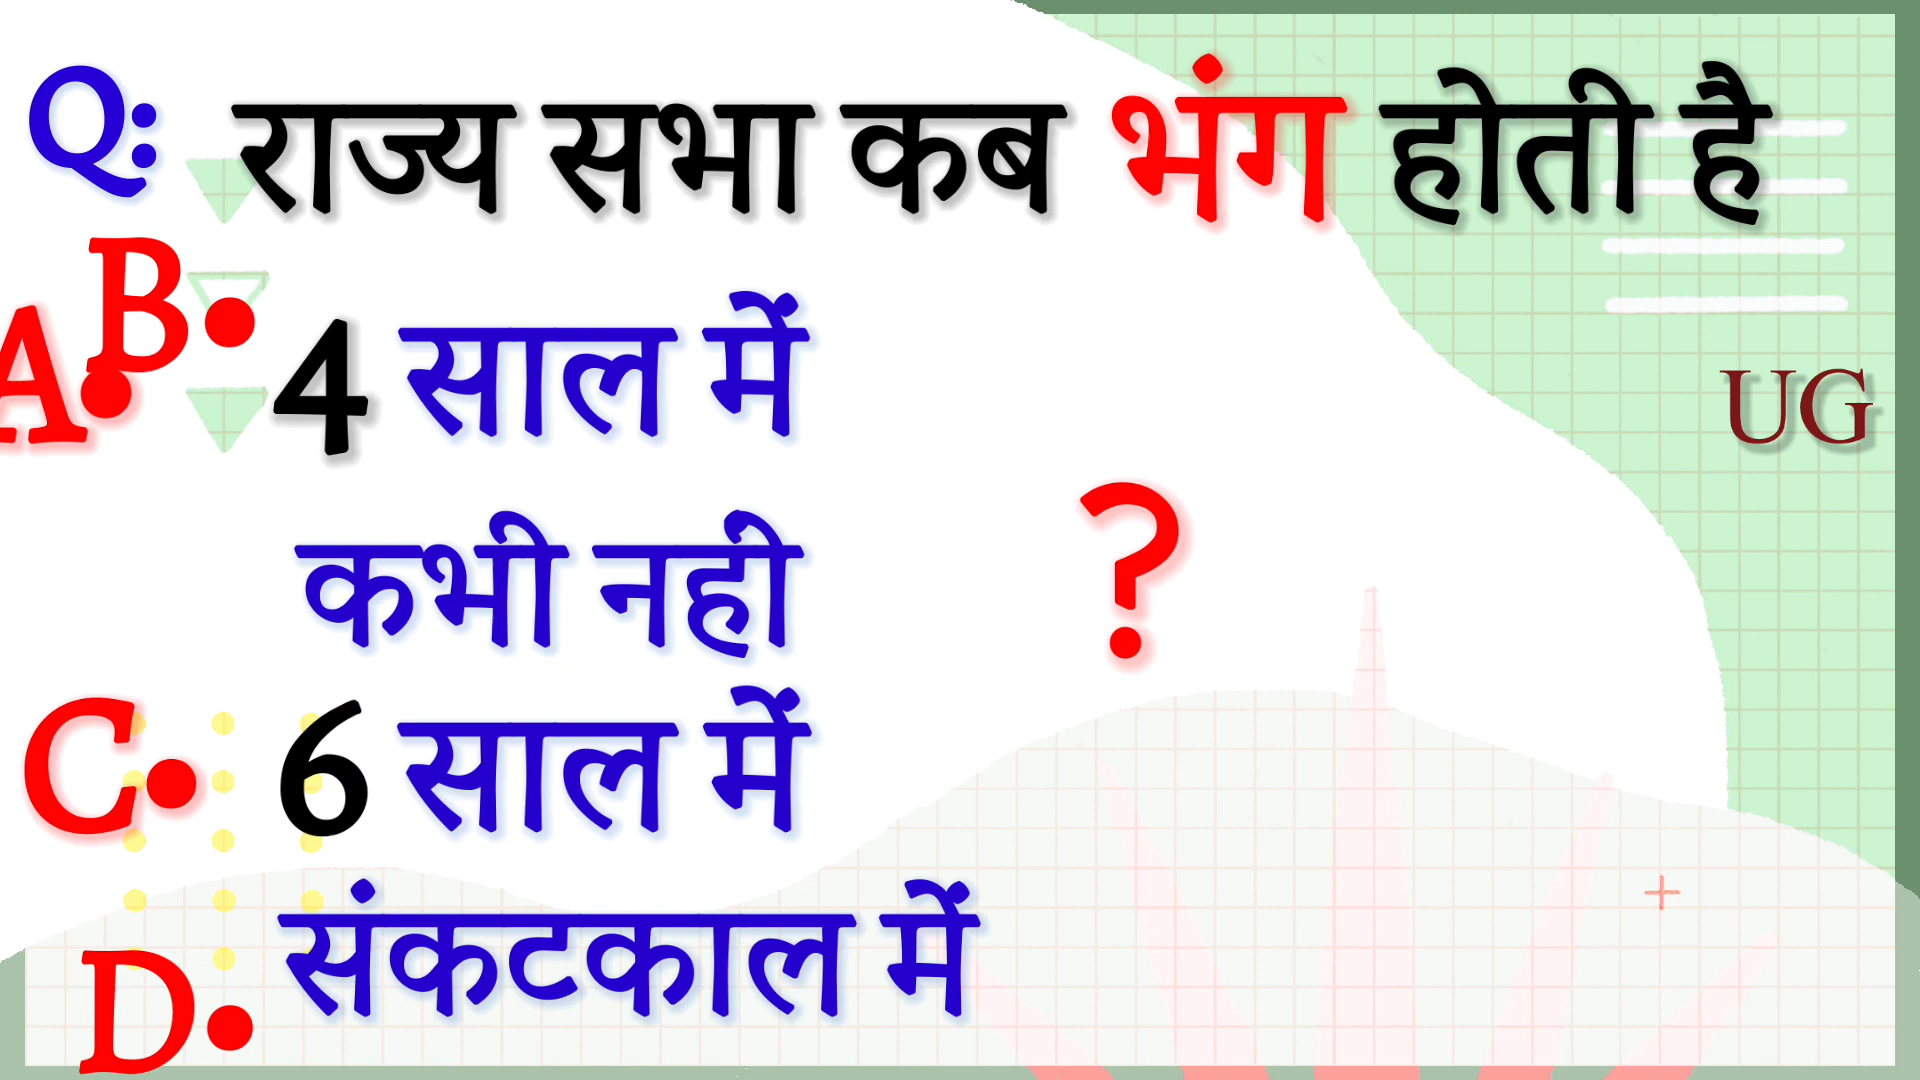 Q: राज्य सभा कब भंग होती है
B•
A• 4 साल में
UG
कभी नही ?
C• 6 साल में
D• संकटकाल में